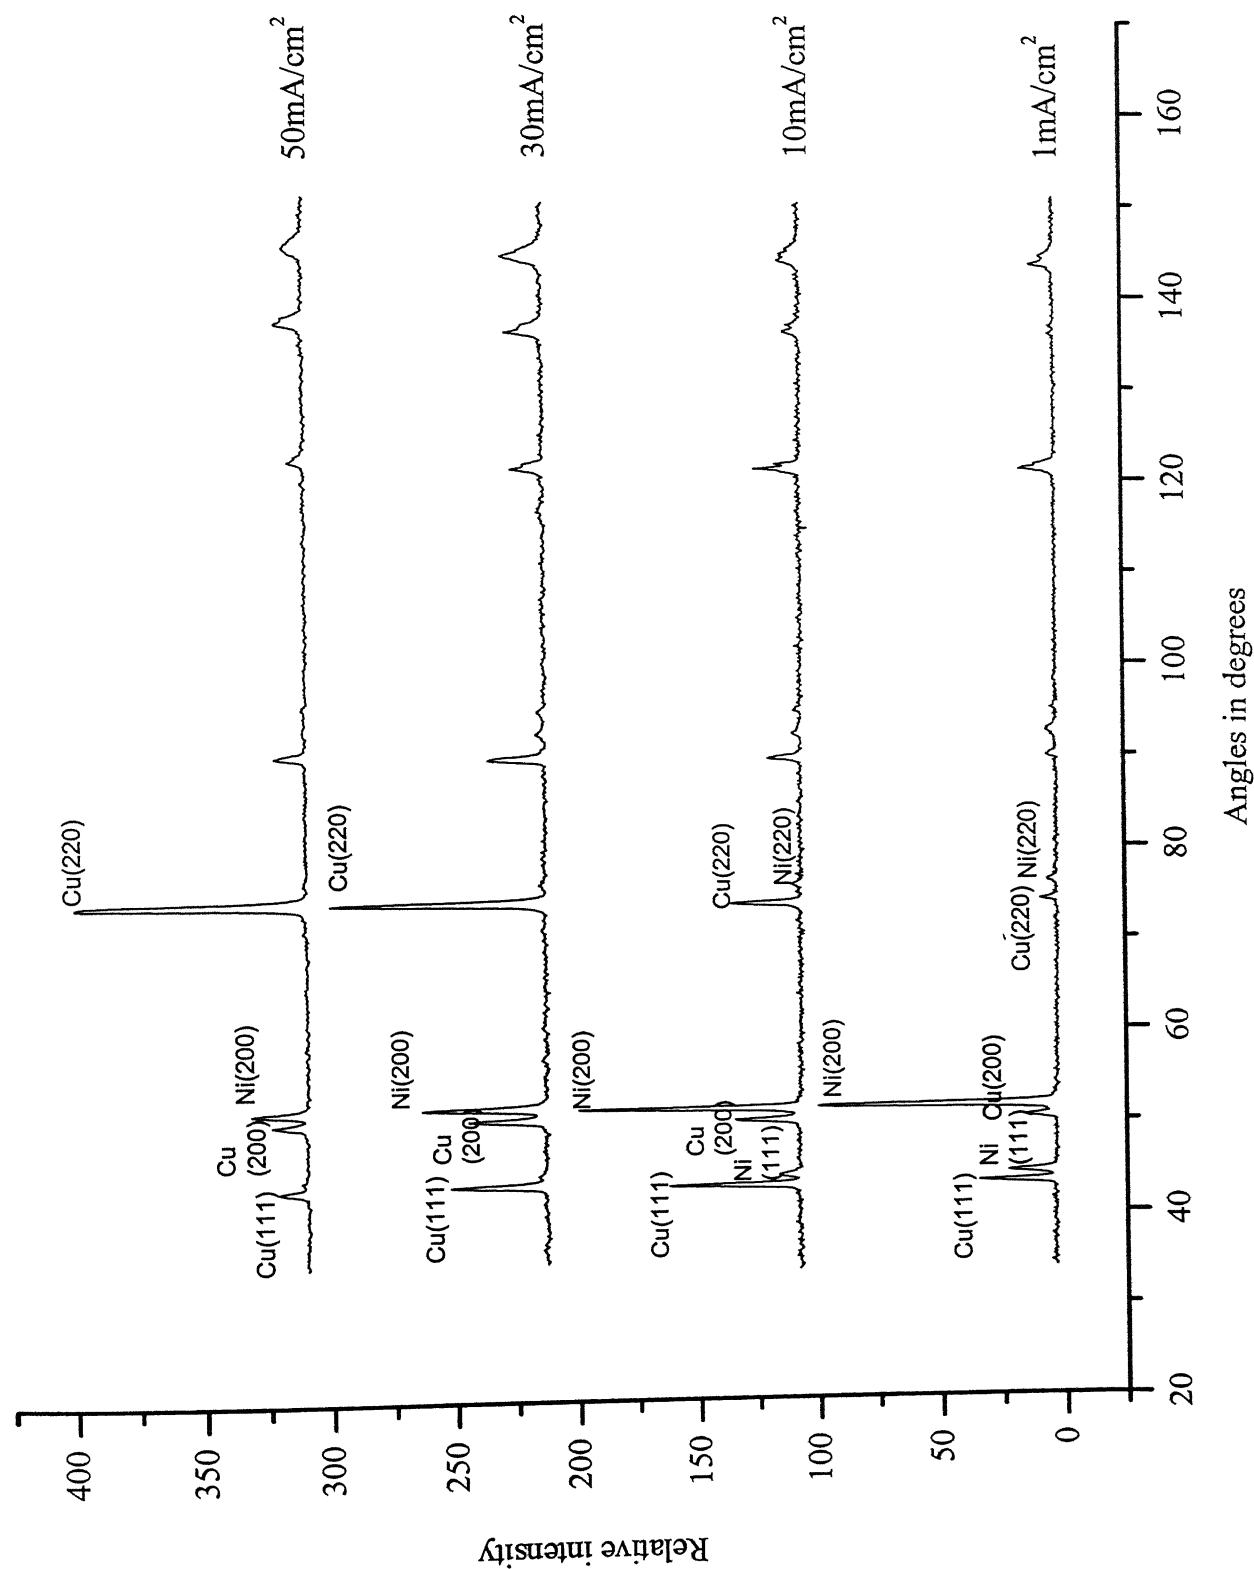 50mA/cm²
Cu(220)
Cu(111)
Cu
(200)
Ni(200)
30mA/cm²
Cu(220)
Cu(111)
Cu
(200)
Ni(200)
10mA/cm²
Cu(111)
Ni
(111)
Cu
(200)
Ni(200)
Cu(220)
Ni(220)
1mA/cm²
Cu(111)
Ni
(111)
Cu(200)
Ni(200)
Cu(220)
Ni(220)
400
350
300
250
200
150
100
50
0
Relative intensity
20
40
60
80
100
120
140
160
Angles in degrees